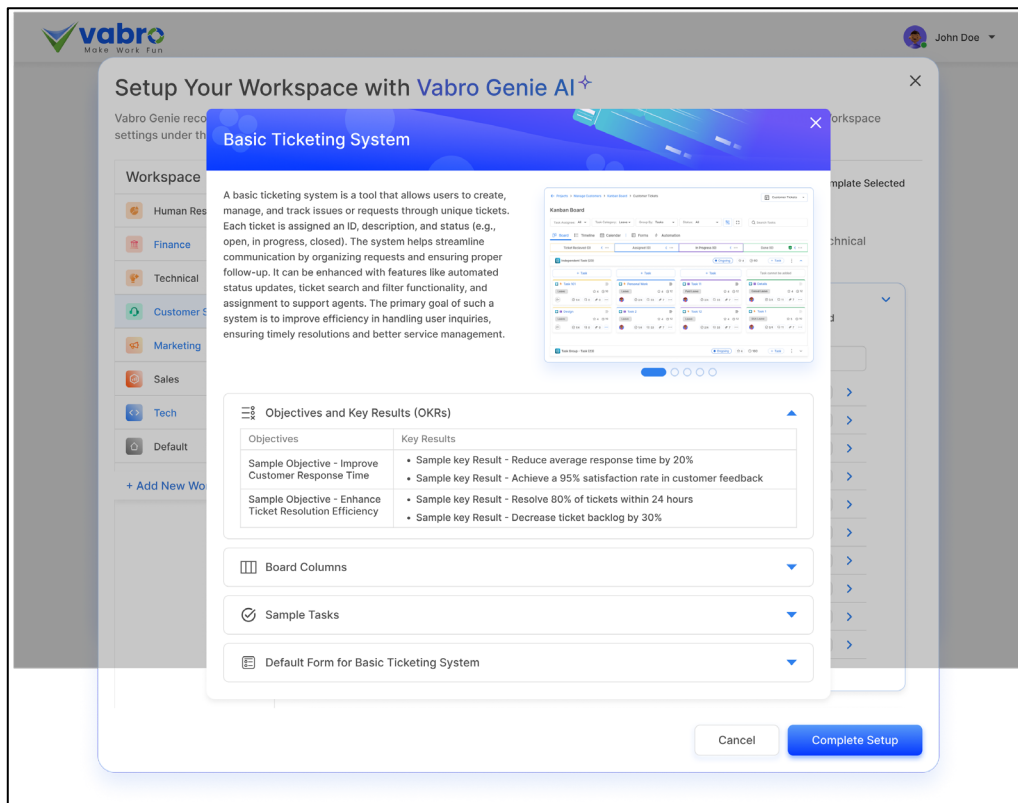 vabro
Make Work Fun
John Doe
Setup Your Workspace with Vabro Genie AI
Vabro Genie reco
orkspace
settings under th
Basic Ticketing System
Workspace
mplate Selected
Human Res
Finance
chnical
Technical
Customer S
Marketing
Sales
Tech
Default
+ Add New Wo
A basic ticketing system is a tool that allows users to create,
manage, and track issues or requests through unique tickets.
Each ticket is assigned an ID, description, and status (e.g.,
open, in progress, closed). The system helps streamline
communication by organizing requests and ensuring proper
follow-up. It can be enhanced with features like automated
status updates, ticket search and filter functionality, and
assignment to support agents. The primary goal of such a
system is to improve efficiency in handling user inquiries,
ensuring timely resolutions and better service management.
Kanban Board
Objectives and Key Results (OKRs)
Objectives
Key Results
Sample Objective - Improve
Customer Response Time
• Sample key Result - Reduce average response time by 20%
• Sample key Result - Achieve a 95% satisfaction rate in customer feedback
Sample Objective - Enhance
Ticket Resolution Efficiency
• Sample key Result - Resolve 80% of tickets within 24 hours
• Sample key Result - Decrease ticket backlog by 30%
Board Columns
Sample Tasks
Default Form for Basic Ticketing System
Cancel
Complete Setup